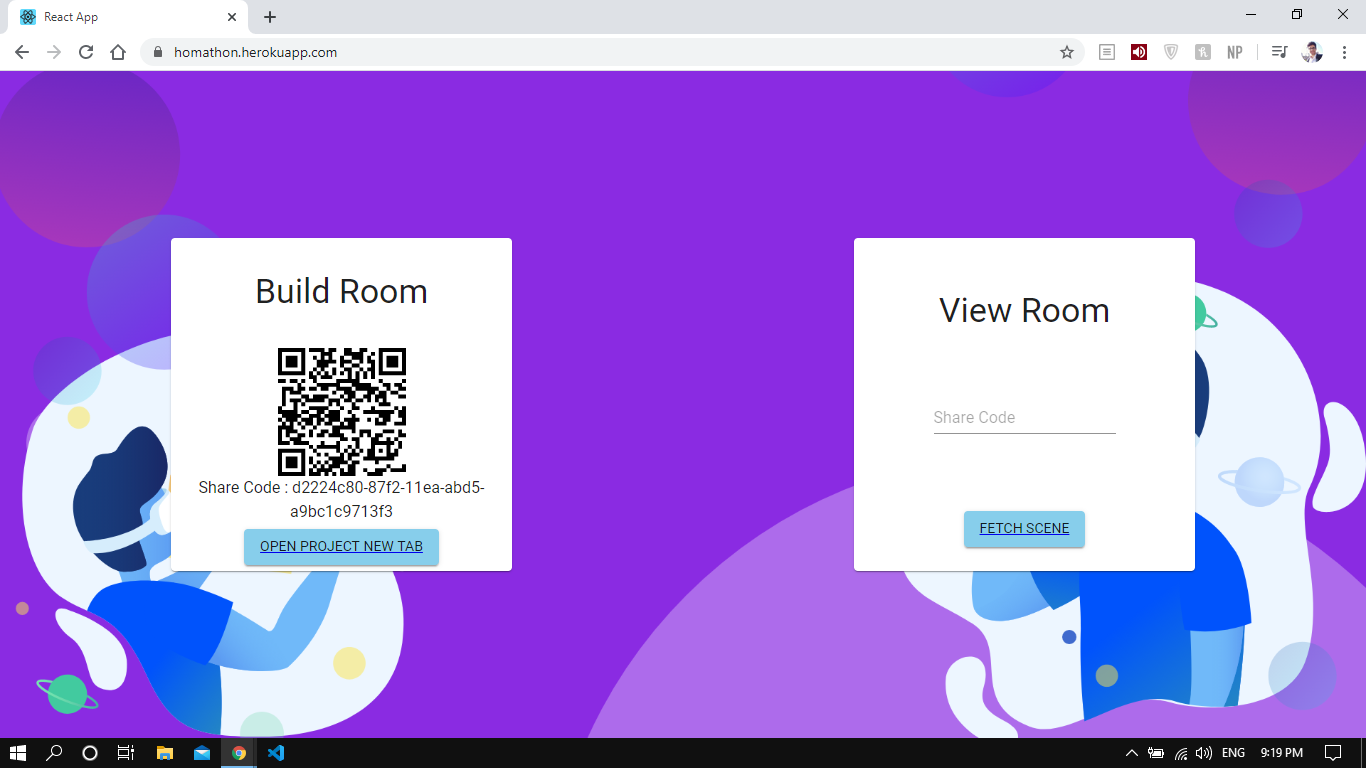 React App
homathon.herokuapp.com
NP
Build Room
Share Code : d2224c80-87f2-11ea-abd5-
a9bc1c9713f3
OPEN PROJECT NEW TAB
View Room
Share Code
FETCH SCENE
ENG
9:19 PM